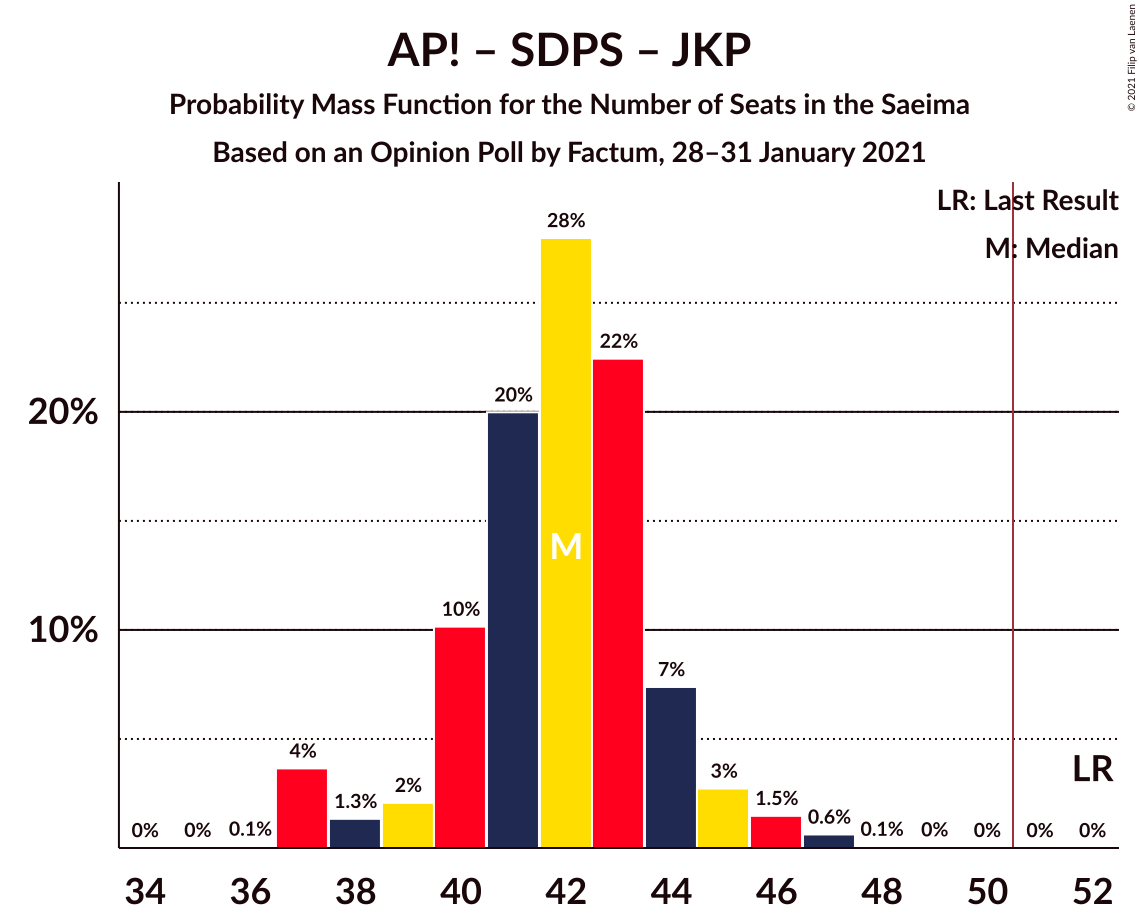 AP! – SDPS – JKP
Probability Mass Function for the Number of Seats in the Saeima
Based on an Opinion Poll by Factum, 28–31 January 2021
© 2021 Filip van Laenen
LR: Last Result
M: Median
28%
22%
20%
20%
M
10%
10%
7%
4%
3%
LR
2%
1.3%
1.5%
0.6%
0% 0% 0.1% 0.1% 0% 0% 0% 0%
34 36 38 40 42 44 46 48 50 52